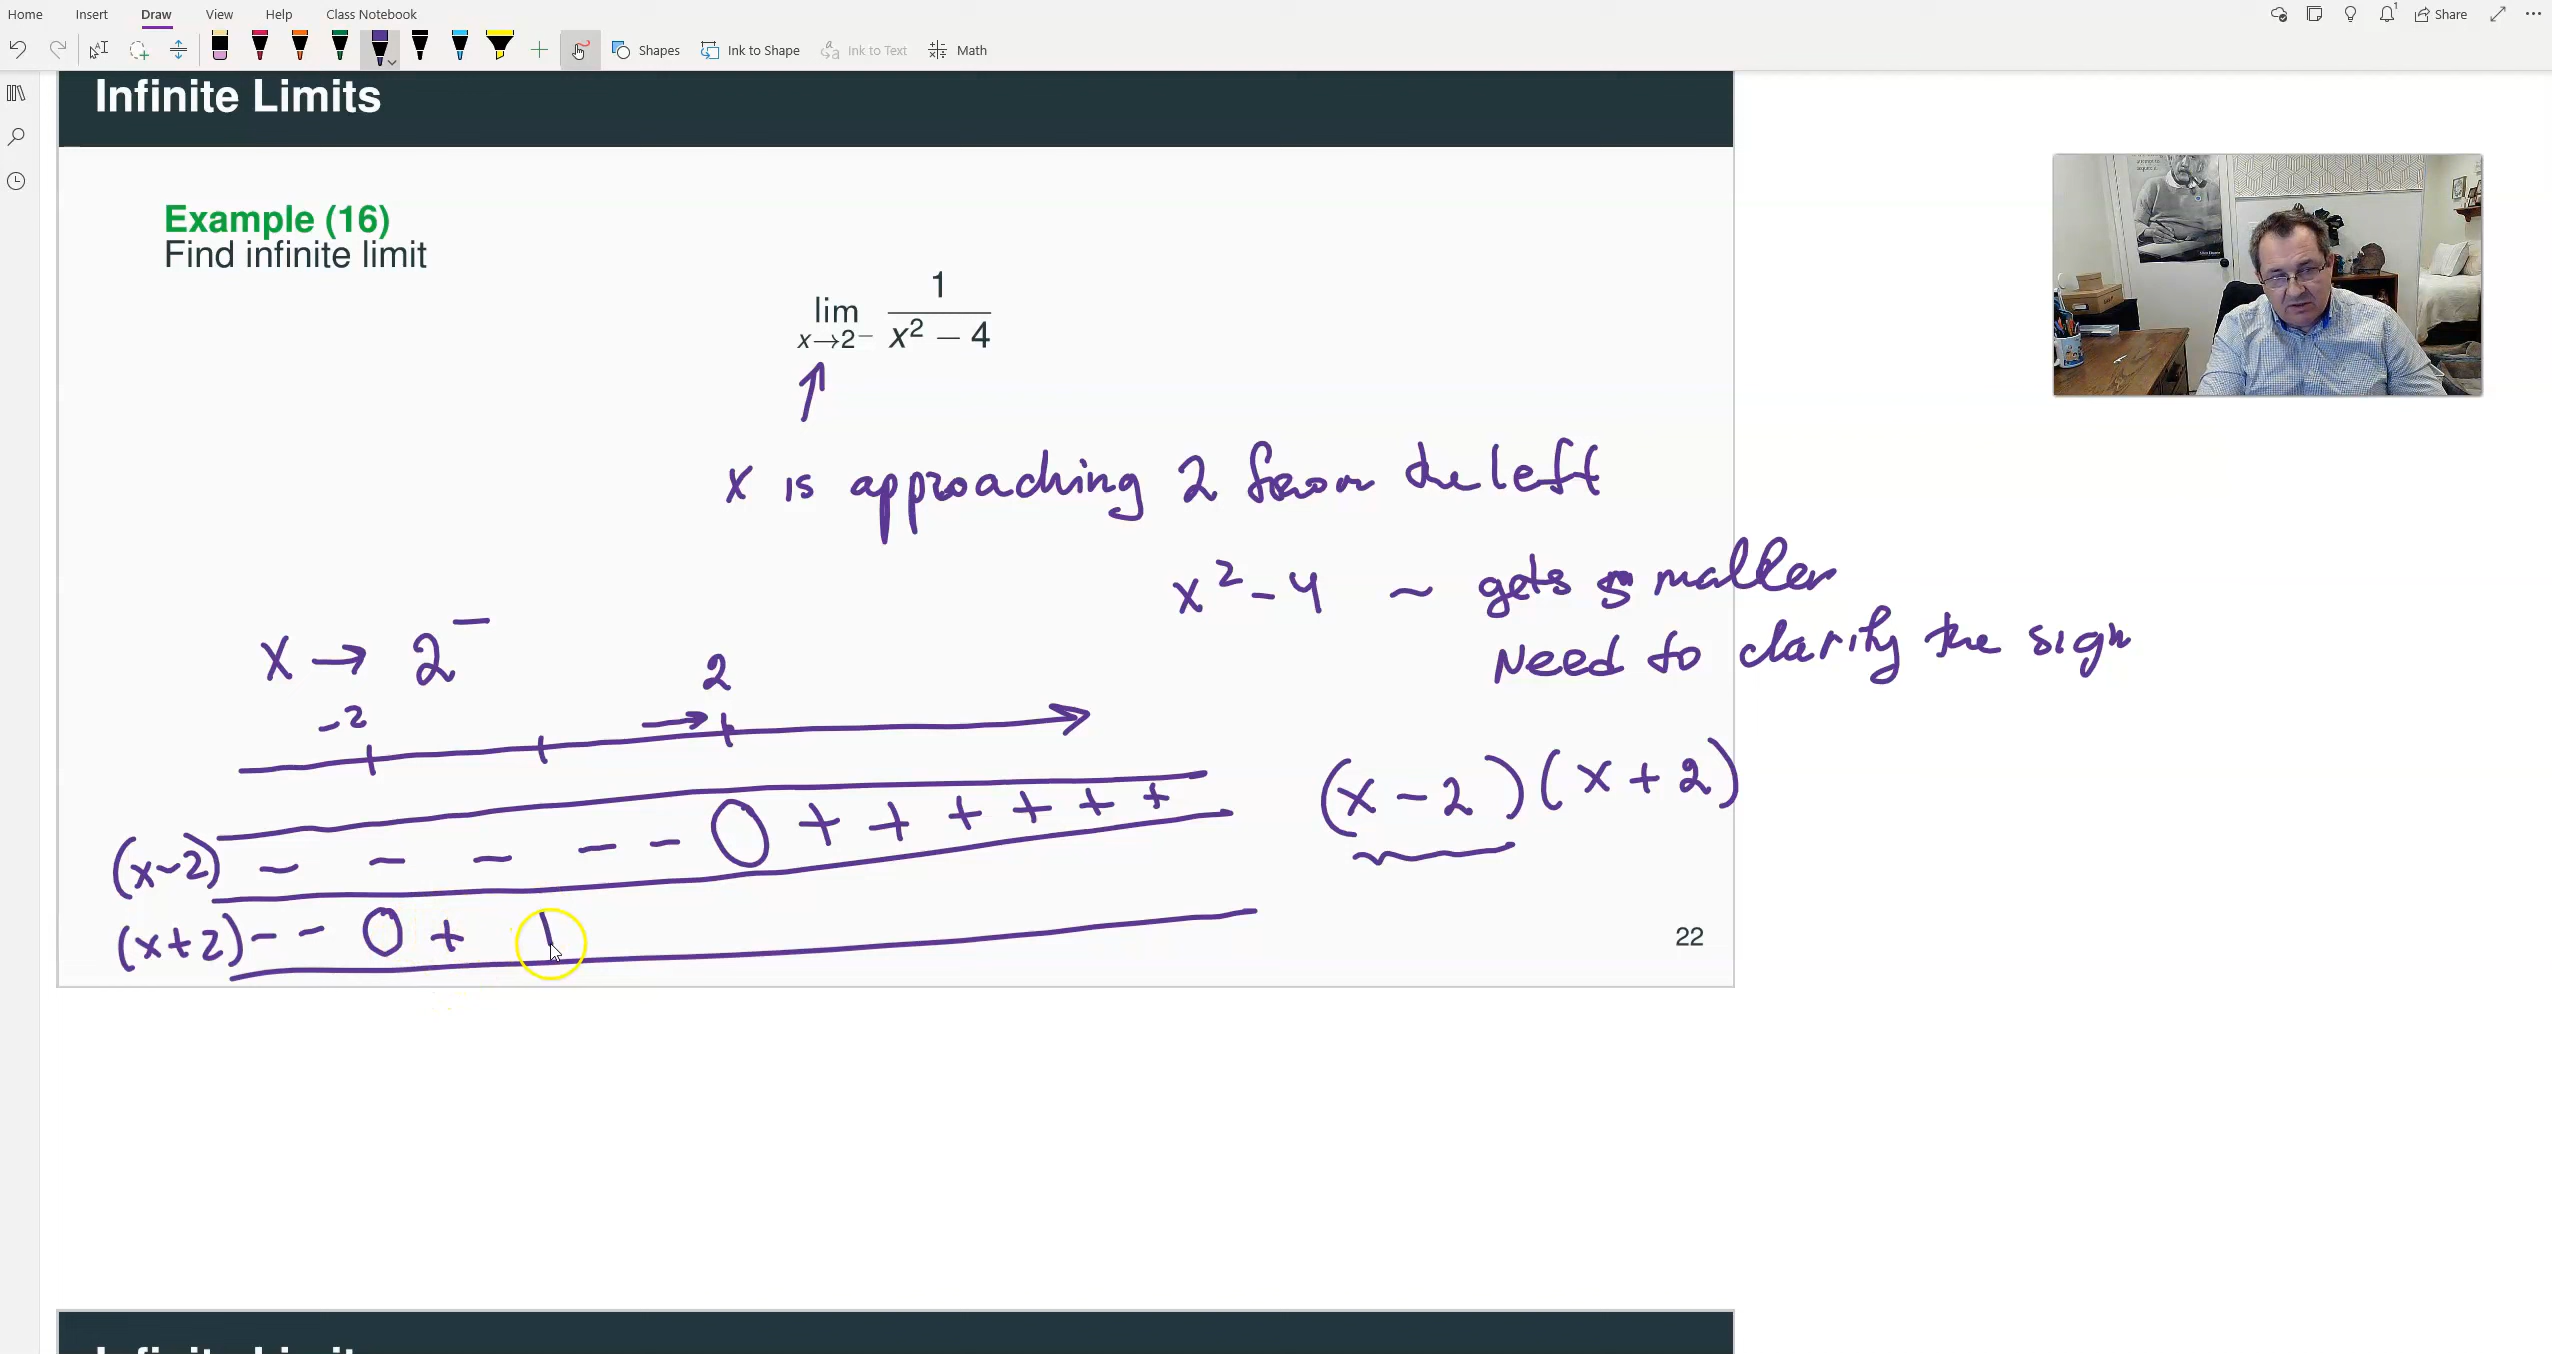 Home Insert Draw View Help Class Notebook Share
Shapes Ink to Shape Ink to Text Math
Infinite Limits
Example (16)
Find infinite limit
lim x→2⁻ 1 / (x² − 4)
x is approaching 2 from the left
x² - 4 ~ gets smaller
Need to clarify the sign
x → 2⁻
-2 2
(x - 2)(x + 2)
(x-2) - - - - - 0 + + + + + +
(x+2) - - 0 +
22
Infinite Limits